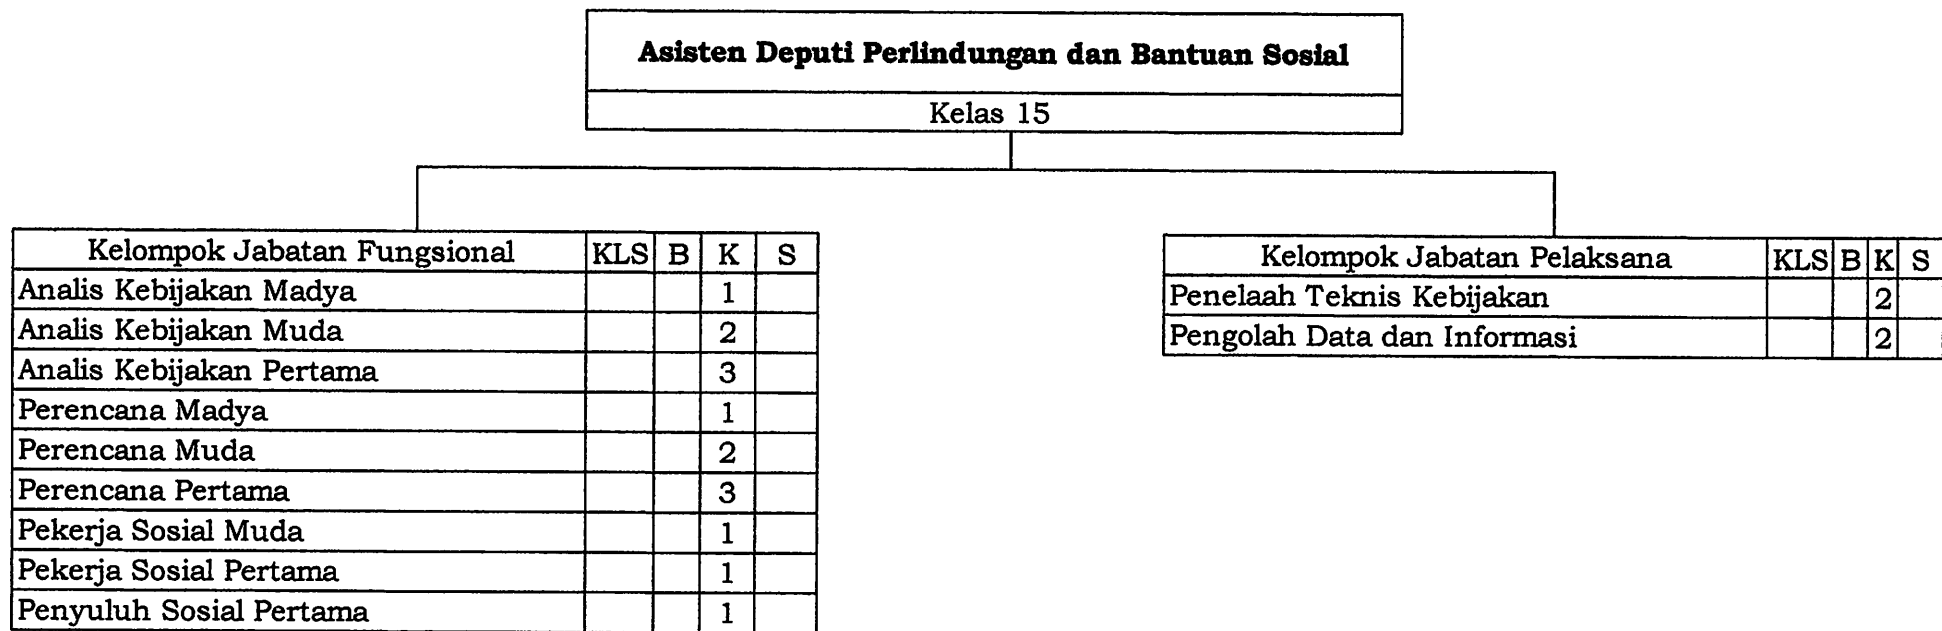 Asisten Deputi Perlindungan dan Bantuan Sosial
Kelas 15
Kelompok Jabatan Fungsional KLS B K S
Analis Kebijakan Madya 1
Analis Kebijakan Muda 2
Analis Kebijakan Pertama 3
Perencana Madya 1
Perencana Muda 2
Perencana Pertama 3
Pekerja Sosial Muda 1
Pekerja Sosial Pertama 1
Penyuluh Sosial Pertama 1
Kelompok Jabatan Pelaksana KLS B K S
Penelaah Teknis Kebijakan 2
Pengolah Data dan Informasi 2